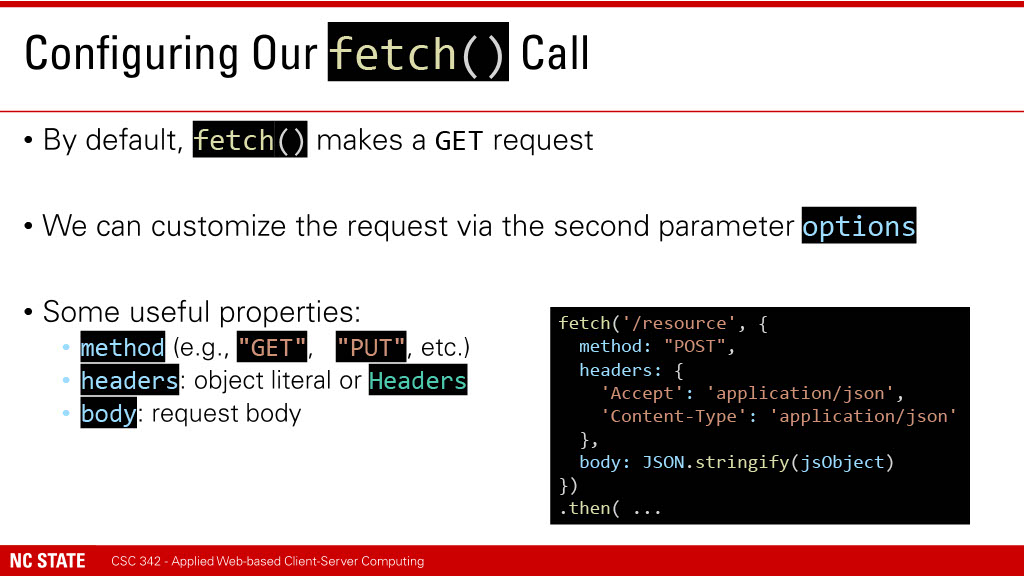 Configuring Our fetch() Call
• By default, fetch() makes a GET request
• We can customize the request via the second parameter options
• Some useful properties:
• method (e.g., "GET", "PUT", etc.)
• headers: object literal or Headers
• body: request body
fetch('/resource', {
  method: "POST",
  headers: {
    'Accept': 'application/json',
    'Content-Type': 'application/json'
  },
  body: JSON.stringify(jsObject)
})
.then( ...
NC STATE CSC 342 - Applied Web-based Client-Server Computing